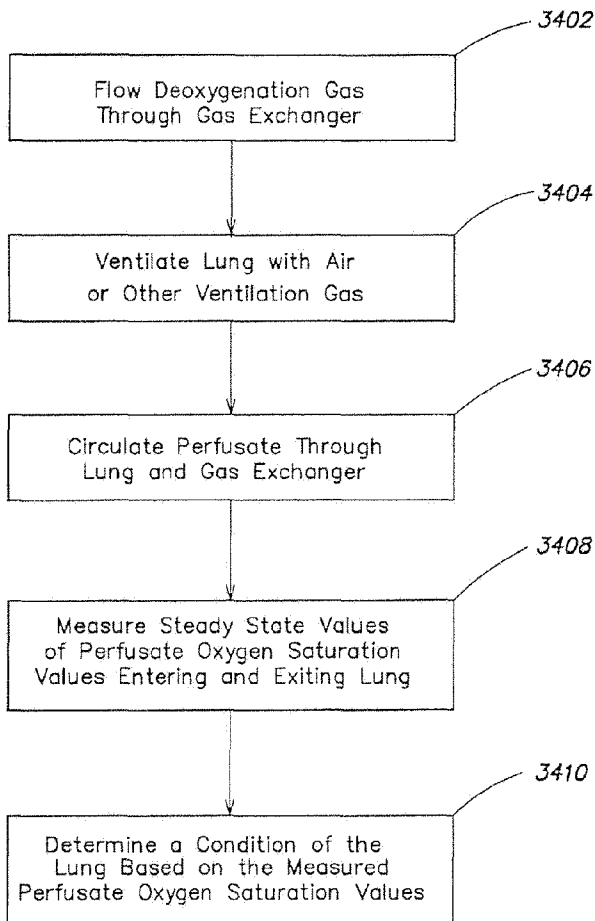 3402
Flow Deoxygenation Gas
Through Gas Exchanger
3404
Ventilate Lung with Air
or Other Ventilation Gas
3406
Circulate Perfusate Through
Lung and Gas Exchanger
3408
Measure Steady State Values
of Perfusate Oxygen Saturation
Values Entering and Exiting Lung
3410
Determine a Condition of the
Lung Based on the Measured
Perfusate Oxygen Saturation Values